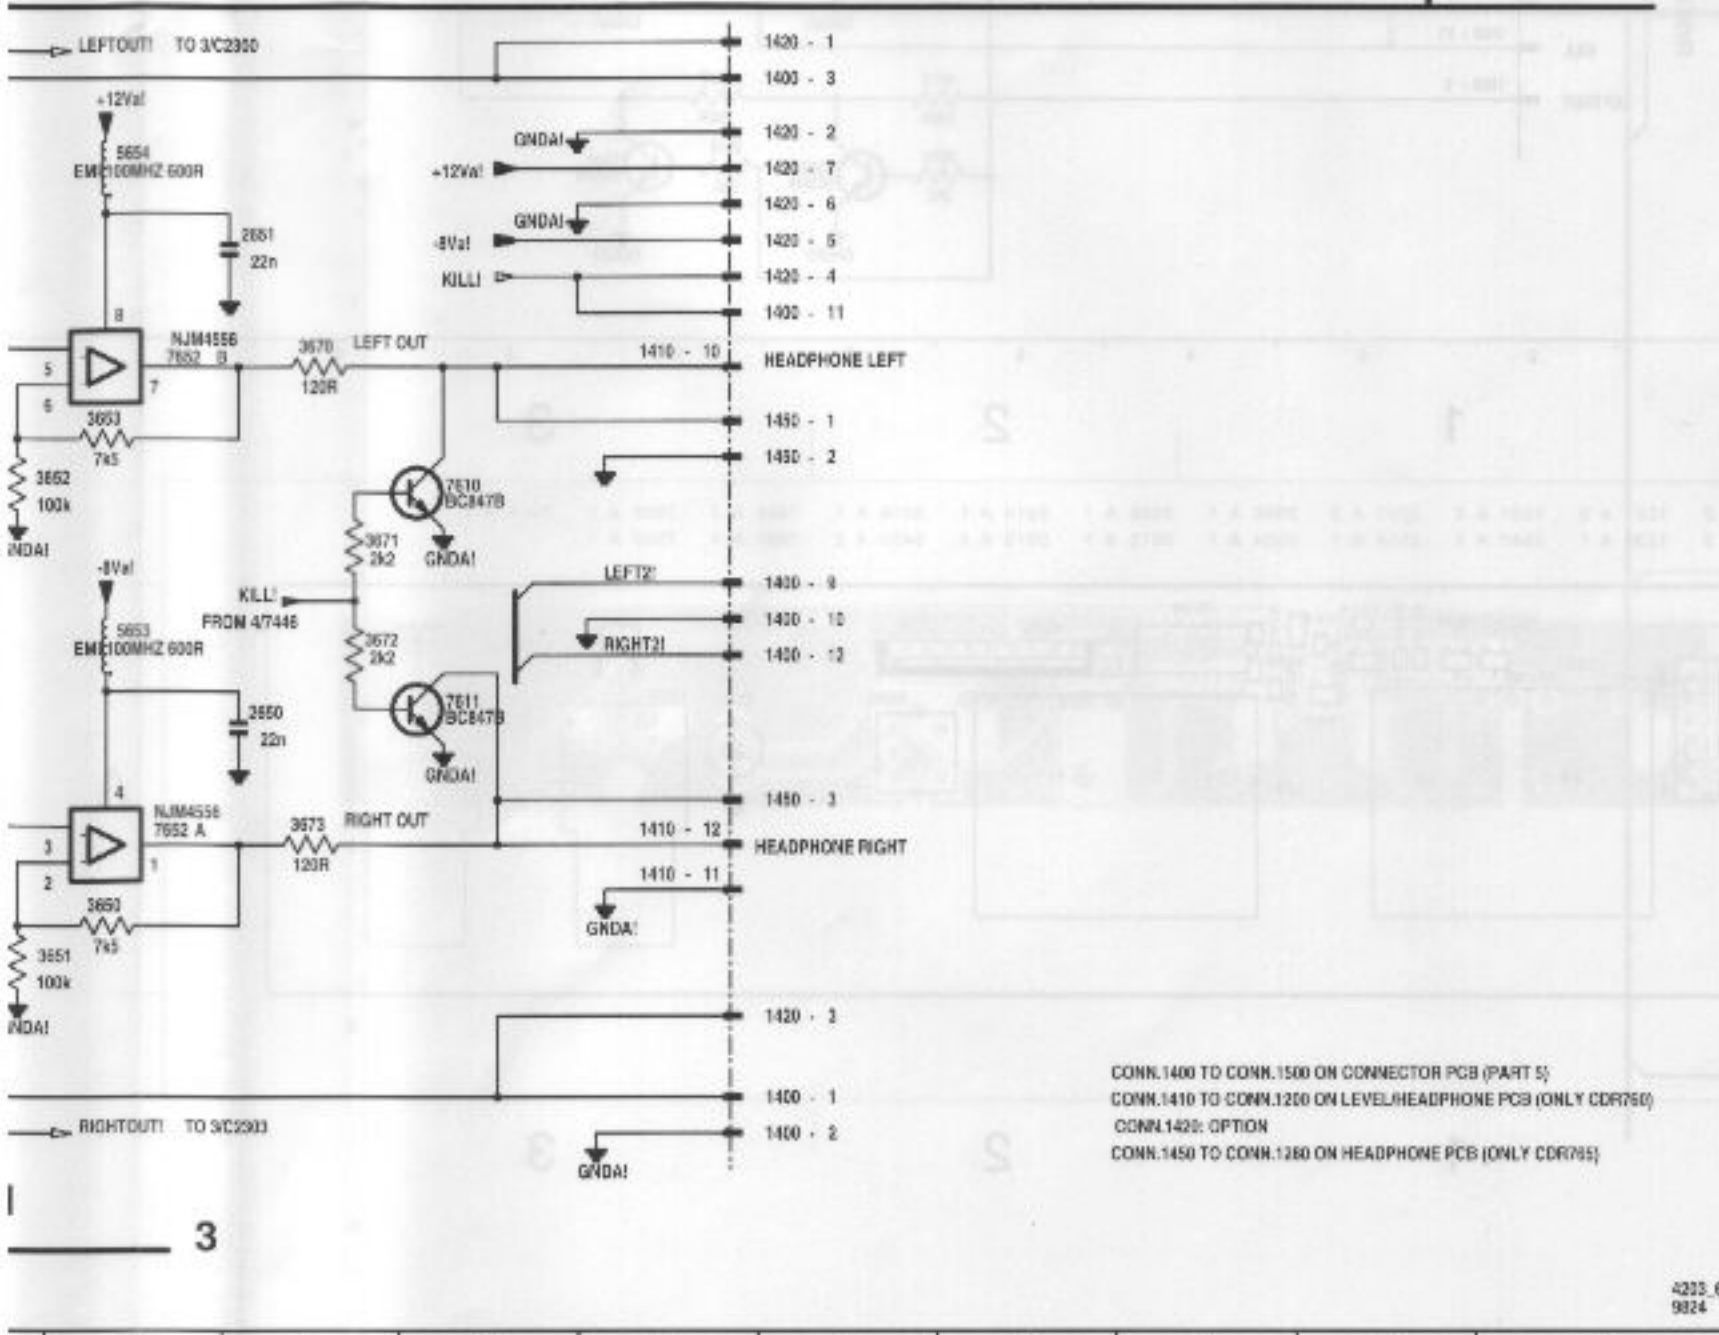 LEFTOUT! TO 3/C2300
1420 - 1
1400 - 3
+12Va!
GNDA!
1420 - 2
5654
EMI 100MHZ 600R
+12Va!
1420 - 7
GNDA!
1420 - 6
2651
22n
-8Va!
1420 - 5
KILL!
1420 - 4
1400 - 11
8
NJM4556
7652 B
3670
120R
LEFT OUT
1410 - 10
HEADPHONE LEFT
5
6
7
3653
7k5
1450 - 1
1450 - 2
3652
100k
7610
BC847B
GNDA!
3671
2k2
GNDA!
-8Va!
LEFT2!
1400 - 9
KILL!
FROM 4/7446
1400 - 10
5653
EMI 100MHZ 600R
3672
2k2
RIGHT2!
1400 - 12
7611
BC847B
2650
22n
GNDA!
4
NJM4556
7652 A
3673
120R
RIGHT OUT
1450 - 3
1410 - 12
HEADPHONE RIGHT
3
2
1
1410 - 11
3650
7k5
GNDA!
3651
100k
GNDA!
1420 - 3
1400 - 1
RIGHTOUT! TO 3/C2303
1400 - 2
GNDA!
CONN.1400 TO CONN.1500 ON CONNECTOR PCB (PART 5)
CONN.1410 TO CONN.1200 ON LEVEL/HEADPHONE PCB (ONLY CDR760)
CONN.1420: OPTION
CONN.1450 TO CONN.1280 ON HEADPHONE PCB (ONLY CDR765)
3
4203_6
9824